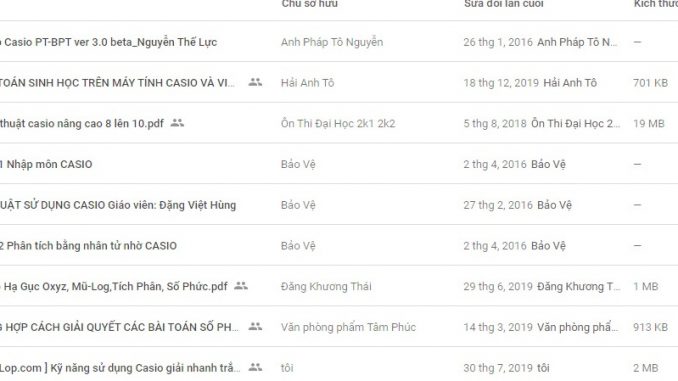 Chủ sở hữu Sửa đổi lần cuối Kích thước
Casio PT-BPT ver 3.0 beta_Nguyễn Thế Lực Anh Pháp Tô Nguyễn 26 thg 1, 2016 Anh Pháp Tô N... —
TOÁN SINH HỌC TRÊN MÁY TÍNH CASIO VÀ VI... Hải Anh Tô 18 thg 12, 2019 Hải Anh Tô 701 KB
thuật casio nâng cao 8 lên 10.pdf Ôn Thi Đại Học 2k1 2k2 5 thg 8, 2018 Ôn Thi Đại Học 2... 19 MB
1 Nhập môn CASIO Bảo Vệ 2 thg 4, 2016 Bảo Vệ —
UẬT SỬ DỤNG CASIO Giáo viên: Đặng Việt Hùng Bảo Vệ 27 thg 2, 2016 Bảo Vệ —
2 Phân tích bằng nhân tử nhờ CASIO Bảo Vệ 2 thg 4, 2016 Bảo Vệ —
Hạ Gục Oxyz, Mũ-Log,Tích Phân, Số Phức.pdf Đăng Khương Thái 29 thg 6, 2019 Đăng Khương T... 1 MB
G HỢP CÁCH GIẢI QUYẾT CÁC BÀI TOÁN SỐ PH... Văn phòng phẩm Tâm Phúc 14 thg 3, 2019 Văn phòng phẩ... 913 KB
Lop.com ] Kỹ năng sử dụng Casio giải nhanh trắ... tôi 30 thg 7, 2019 tôi 2 MB